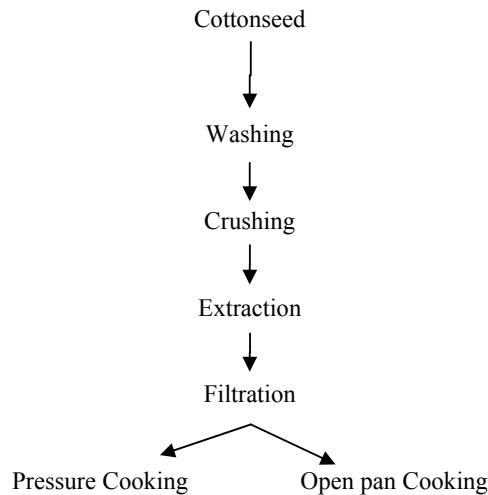 Cottonseed
Washing
Crushing
Extraction
Filtration
Pressure Cooking
Open pan Cooking